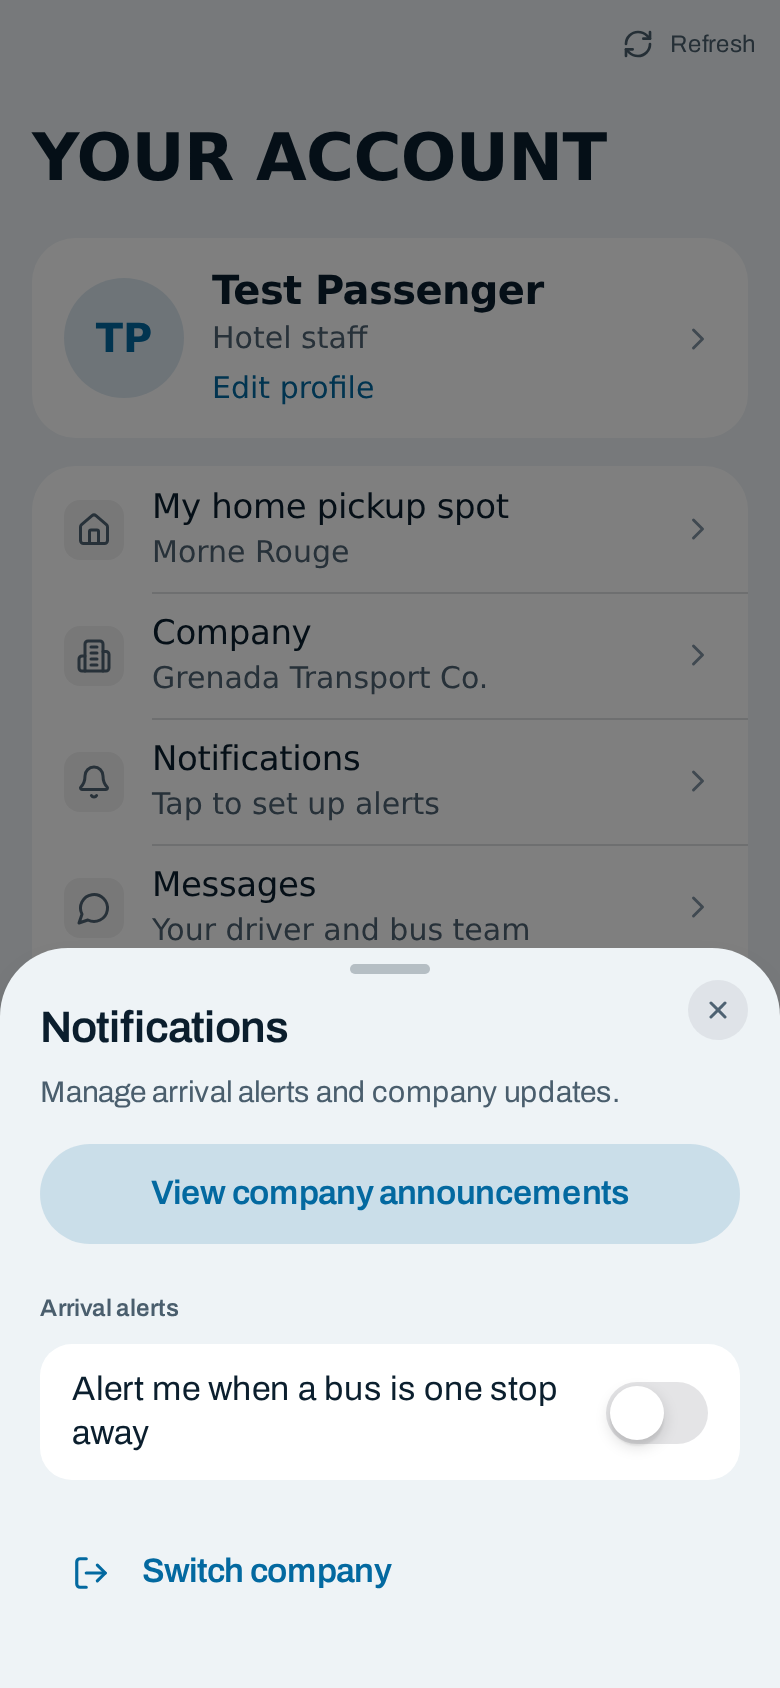 Refresh
YOUR ACCOUNT
TP
Test Passenger
Hotel staff
Edit profile
My home pickup spot
Morne Rouge
Company
Grenada Transport Co.
Notifications
Tap to set up alerts
Messages
Your driver and bus team
Notifications
Manage arrival alerts and company updates.
View company announcements
Arrival alerts
Alert me when a bus is one stop
away
Switch company